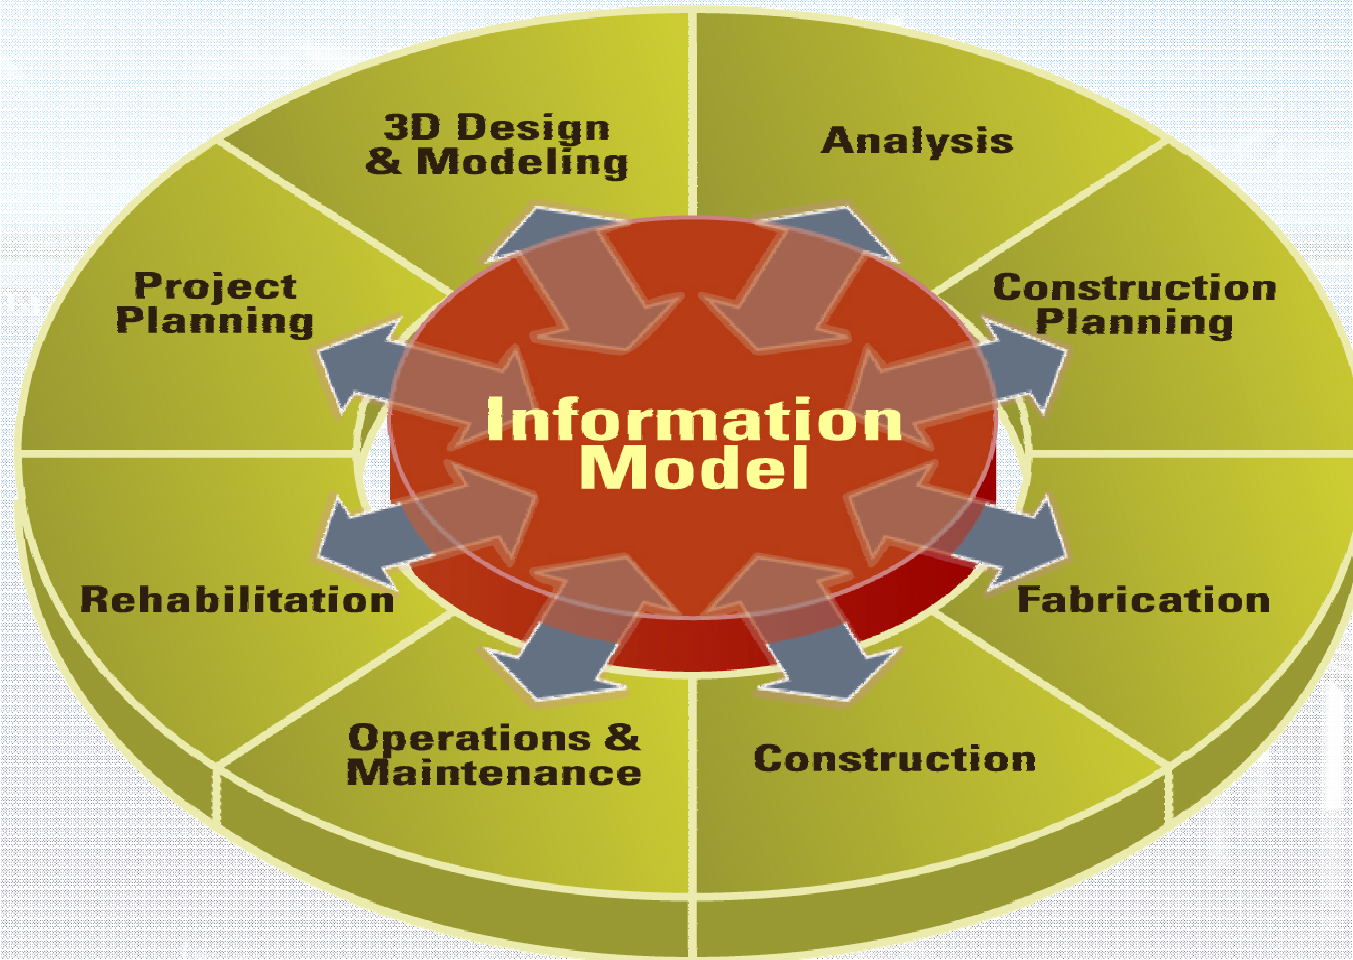 3D Design
& Modeling
Analysis
Project
Planning
Construction
Planning
Information
Model
Rehabilitation
Fabrication
Operations &
Maintenance
Construction